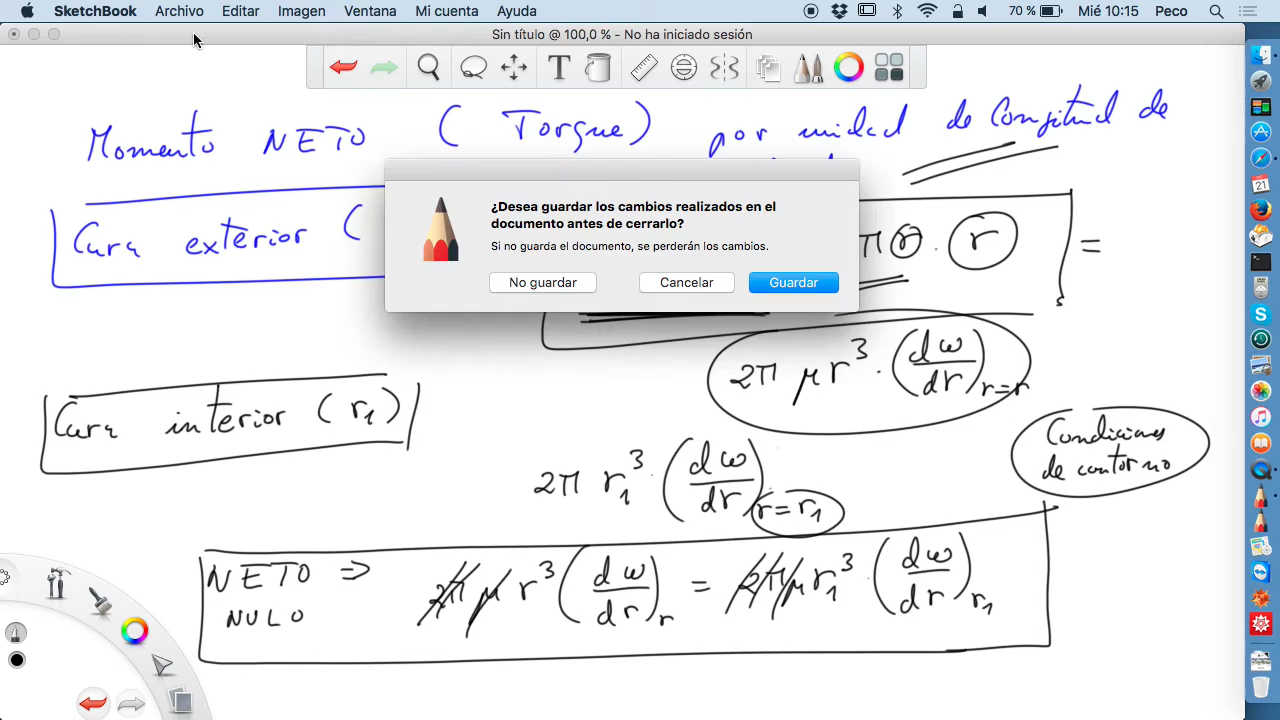 SketchBook Archivo Editar Imagen Ventana Mi cuenta Ayuda 70 % Mié 10:15 Peco
Sin título @ 100,0 % - No ha iniciado sesión
Momento NETO ( Torque ) por unidad de Longitud de
¿Desea guardar los cambios realizados en el
documento antes de cerrarlo?
Si no guarda el documento, se perderán los cambios.
No guardar Cancelar Guardar
Cara exterior (
π r · r =
2π μ r³ · (dω/dr) r=r
Cara interior ( r₁ )
Condiciones
de contorno
2π r₁³ · (dω/dr) r=r₁
NETO ⇒ 2π μ r³ (dω/dr) r = 2π μ r₁³ · (dω/dr) r₁
NULO
21